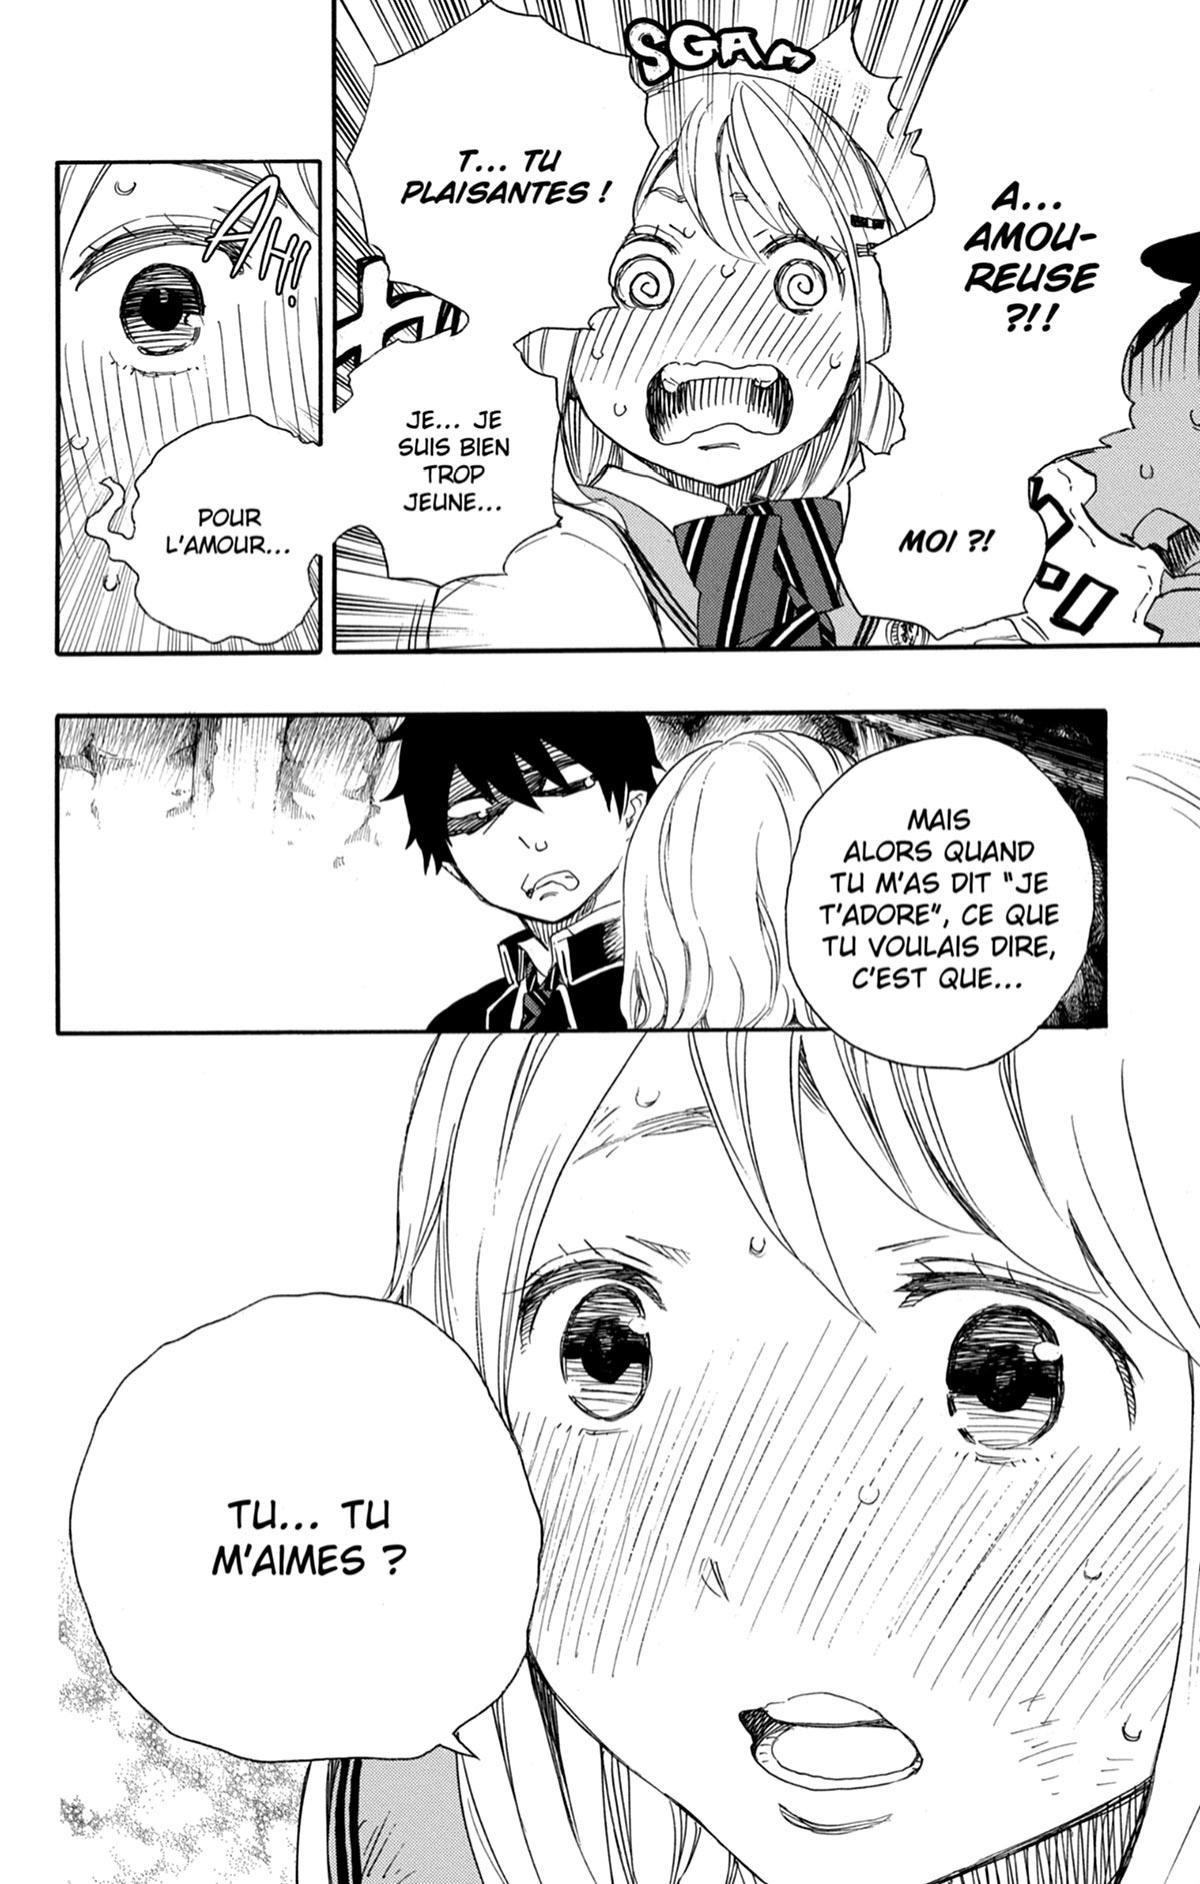 SGAM
A...
AMOU-
REUSE
?!!
MOI ?!
T... TU
PLAISANTES !
JE... JE
SUIS BIEN
TROP
JEUNE...
AH!
POUR
L'AMOUR...
MAIS
ALORS QUAND
TU M'AS DIT "JE
T'ADORE", CE QUE
TU VOULAIS DIRE,
C'EST QUE...
TU... TU
M'AIMES ?